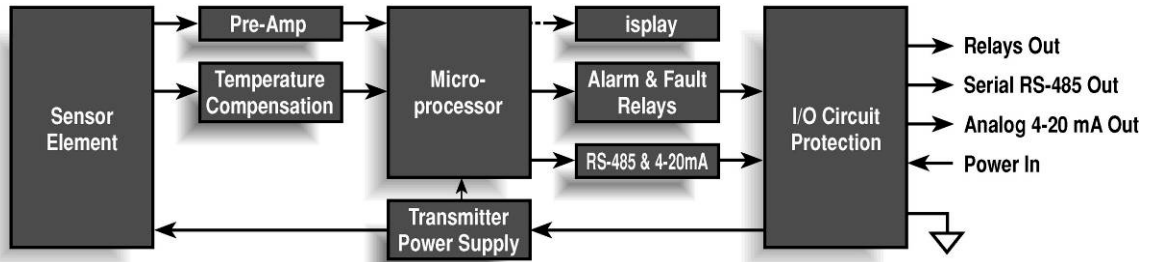 Sensor
Element
Pre-Amp
Temperature
Compensation
Micro-
processor
isplay
Alarm & Fault
Relays
RS-485 & 4-20mA
Transmitter
Power Supply
I/O Circuit
Protection
Relays Out
Serial RS-485 Out
Analog 4-20 mA Out
Power In